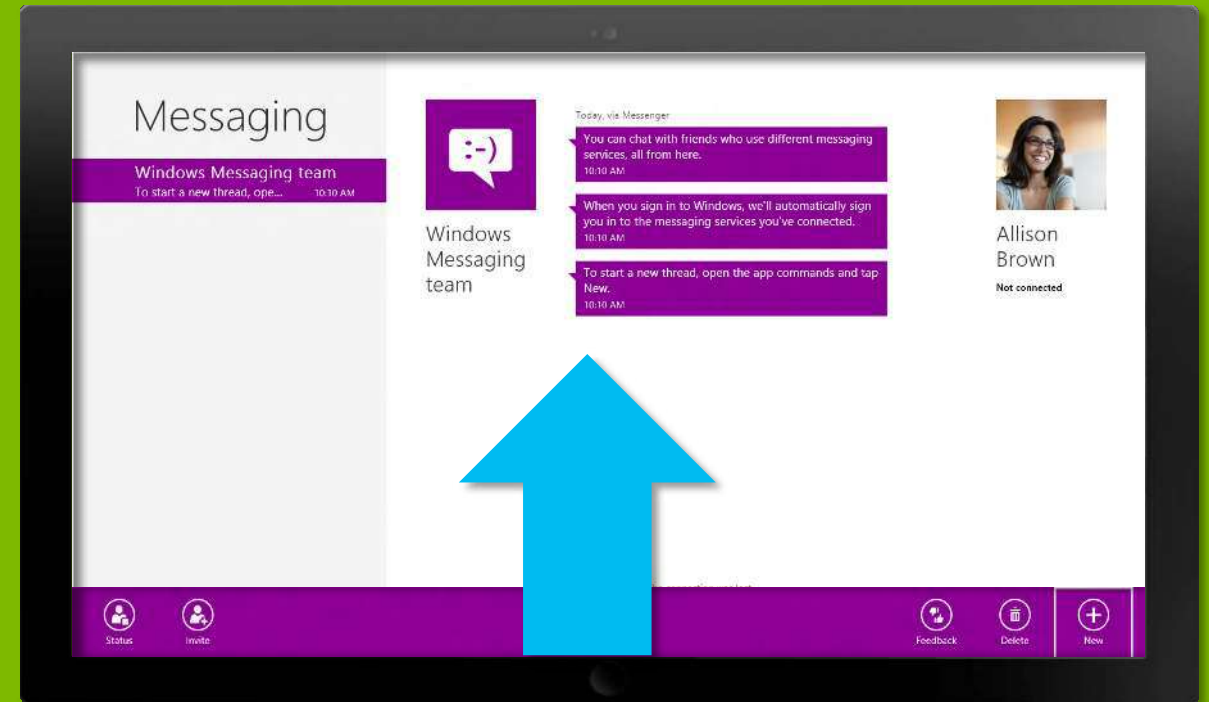 Messaging
Windows Messaging team
To start a new thread, ope... 10:10 AM
:-)
Windows
Messaging
team
Today, via Messenger
You can chat with friends who use different messaging
services, all from here.
10:10 AM
When you sign in to Windows, we'll automatically sign
you in to the messaging services you've connected.
10:10 AM
To start a new thread, open the app commands and tap
New.
10:10 AM
Allison
Brown
Not connected
Status
Invite
Feedback
Delete
New